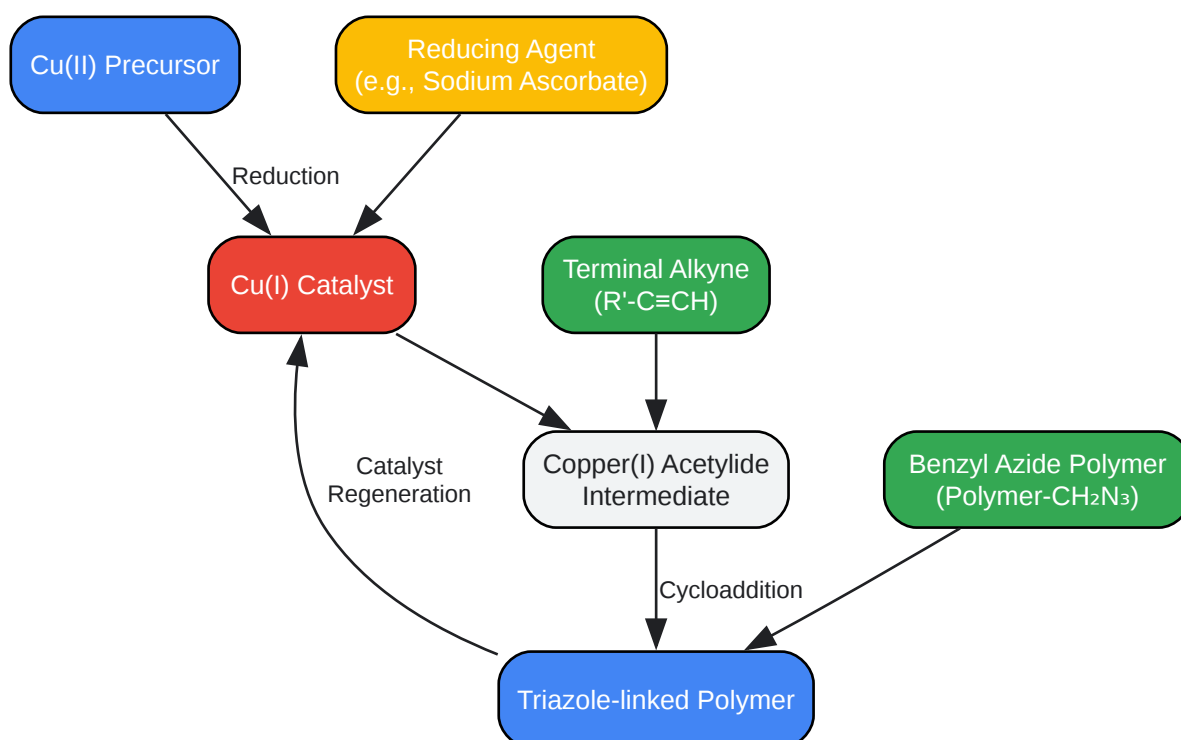 Cu(II) Precursor
Reducing Agent
(e.g., Sodium Ascorbate)
Reduction
Cu(I) Catalyst
Terminal Alkyne
(R'-C≡CH)
Catalyst
Regeneration
Copper(I) Acetylide
Intermediate
Benzyl Azide Polymer
(Polymer-CH₂N₃)
Cycloaddition
Triazole-linked Polymer